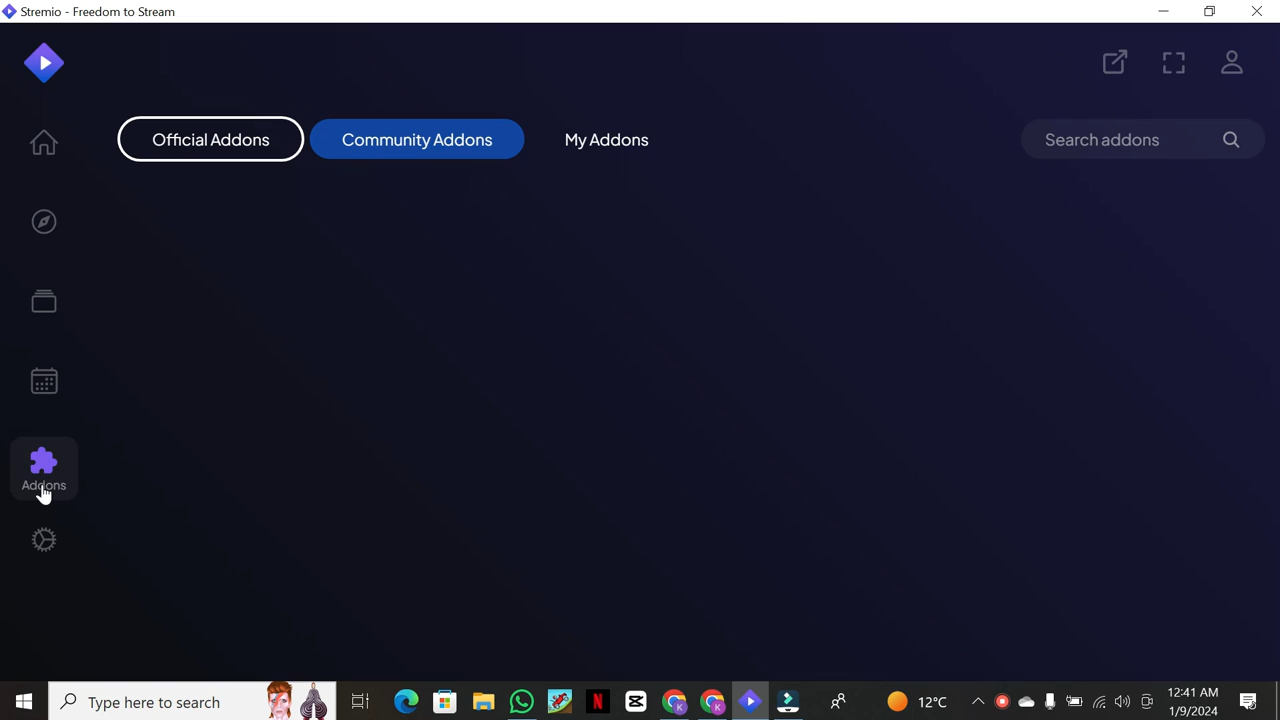 Stremio - Freedom to Stream
Official Addons
Community Addons
My Addons
Search addons
Addons
Type here to search
N
K
K
12°C
12:41 AM
1/9/2024